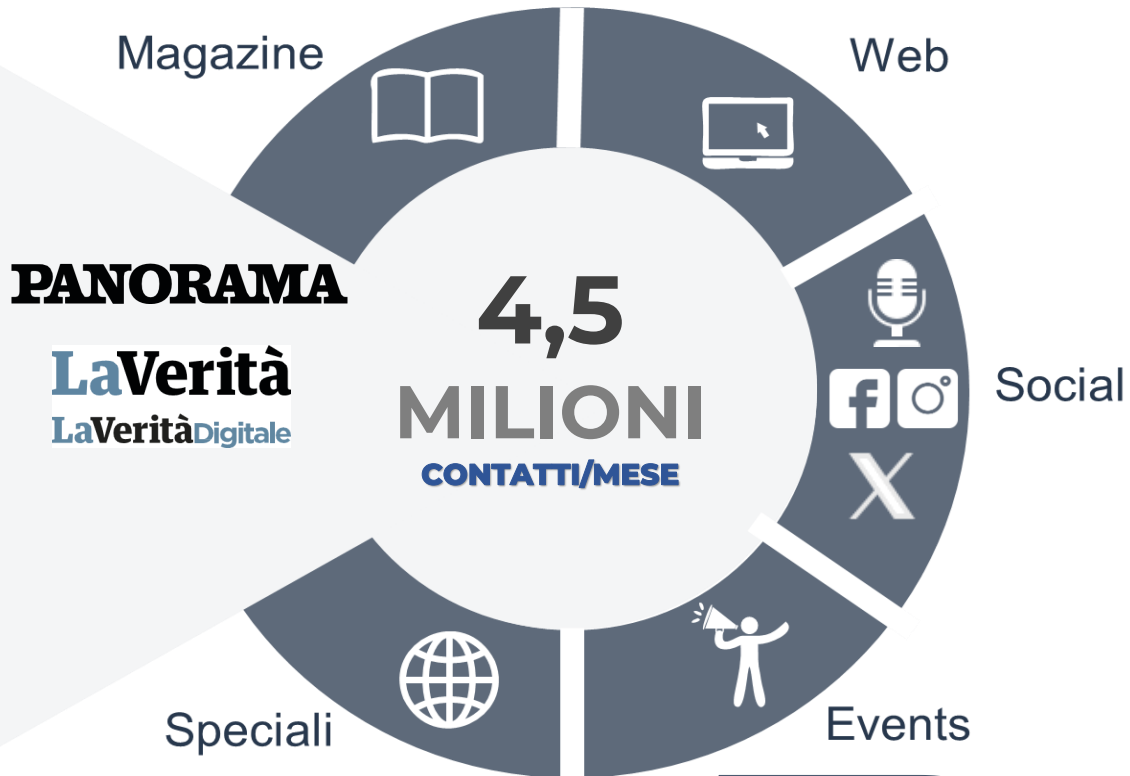 Magazine
Web
PANORAMA
LaVerità
LaVeritàDigitale
4,5
MILIONI
CONTATTI/MESE
Social
Speciali
Events